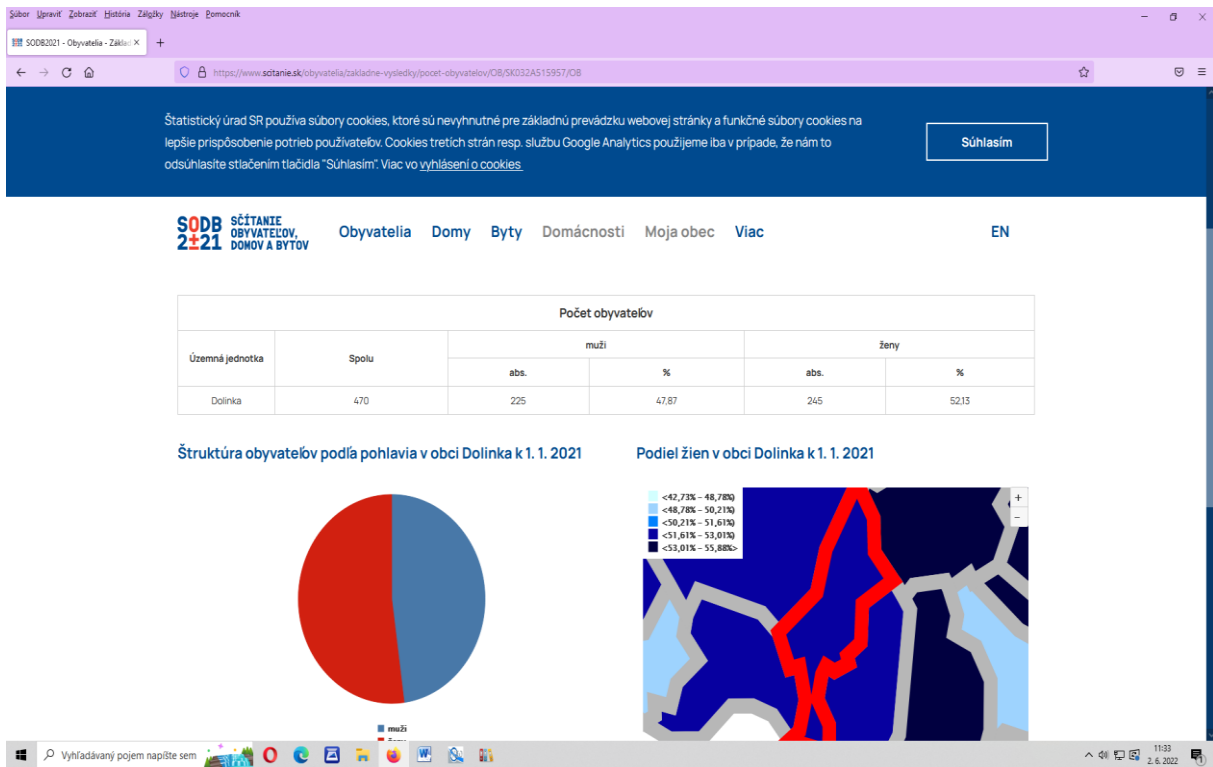 Súbor Upraviť Zobraziť História Záložky Nástroje Pomocník
SODB2021 - Obyvatelia - Základ
https://www.scitanie.sk/obyvatelia/zakladne-vysledky/pocet-obyvatelov/OB/SK032A515957/OB
Štatistický úrad SR používa súbory cookies, ktoré sú nevyhnutné pre základnú prevádzku webovej stránky a funkčné súbory cookies na
lepšie prispôsobenie potrieb používateľov. Cookies tretích strán resp. službu Google Analytics použijeme iba v prípade, že nám to
odsúhlasíte stlačením tlačidla "Súhlasím". Viac vo vyhlásení o cookies
Súhlasím
SODB 2021 SČÍTANIE
OBYVATEĽOV,
DOMOV A BYTOV
Obyvatelia Domy Byty Domácnosti Moja obec Viac EN
Počet obyvateľov
Územná jednotka Spolu muži ženy
abs. % abs. %
Dolinka 470 225 47,87 245 52,13
Štruktúra obyvateľov podľa pohlavia v obci Dolinka k 1. 1. 2021
Podiel žien v obci Dolinka k 1. 1. 2021
<42,73% – 48,78%)
<48,78% – 50,21%)
<50,21% – 51,61%)
<51,61% – 53,01%)
<53,01% – 55,88%>
+
−
muži
ženy
Vyhľadávaný pojem napíšte sem
11:33
2. 6. 2022